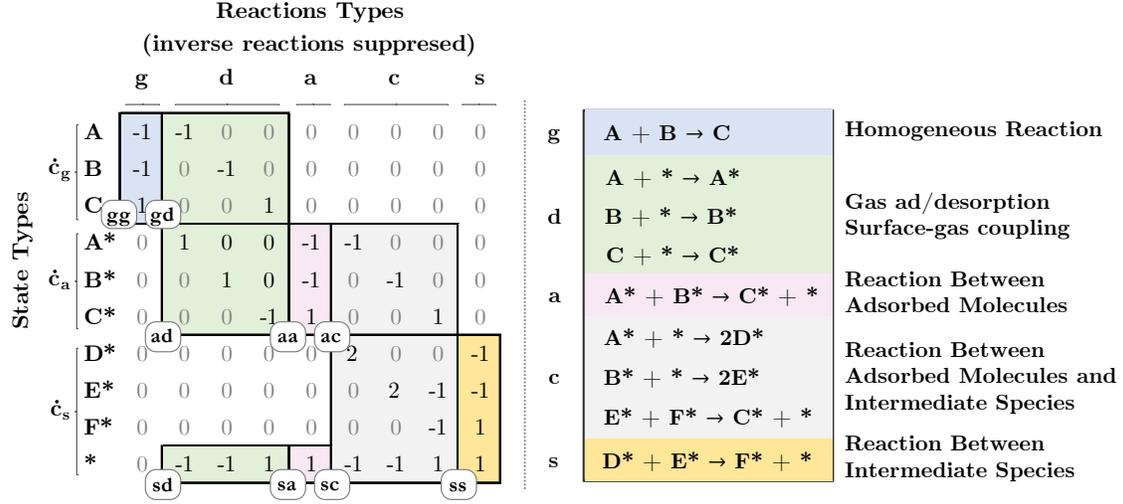 Reactions Types
(inverse reactions suppresed)
g d a c s
State Types
ċg
A -1 -1 0 0 0 0 0 0 0
B -1 0 -1 0 0 0 0 0 0
C 1 0 0 1 0 0 0 0 0
gg gd
ċa
A* 0 1 0 0 -1 -1 0 0 0
B* 0 0 1 0 -1 0 -1 0 0
C* 0 0 0 -1 1 0 0 1 0
ad aa ac
ċs
D* 0 0 0 0 0 2 0 0 -1
E* 0 0 0 0 0 0 2 -1 -1
F* 0 0 0 0 0 0 0 -1 1
* 0 -1 -1 1 1 -1 -1 1 1
sd sa sc ss
g A + B → C Homogeneous Reaction
d
A + * → A*
B + * → B*
C + * → C*
Gas ad/desorption
Surface-gas coupling
a A* + B* → C* + *
Reaction Between
Adsorbed Molecules
c
A* + * → 2D*
B* + * → 2E*
E* + F* → C* + *
Reaction Between
Adsorbed Molecules and
Intermediate Species
s D* + E* → F* + *
Reaction Between
Intermediate Species